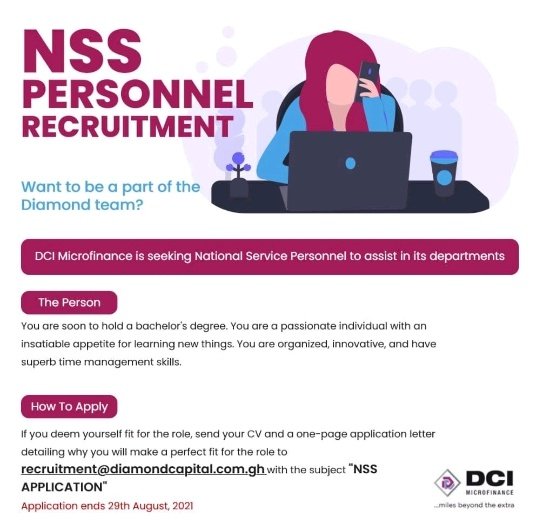 NSS
PERSONNEL
RECRUITMENT
Want to be a part of the
Diamond team?
DCI Microfinance is seeking National Service Personnel to assist in its departments
The Person
You are soon to hold a bachelor's degree. You are a passionate individual with an
insatiable appetite for learning new things. You are organized, innovative, and have
superb time management skills.
How To Apply
If you deem yourself fit for the role, send your CV and a one-page application letter
detailing why you will make a perfect fit for the role to
recruitment@diamondcapital.com.gh with the subject "NSS
APPLICATION"
Application ends 29th August, 2021
DCI
MICROFINANCE
...miles beyond the extra